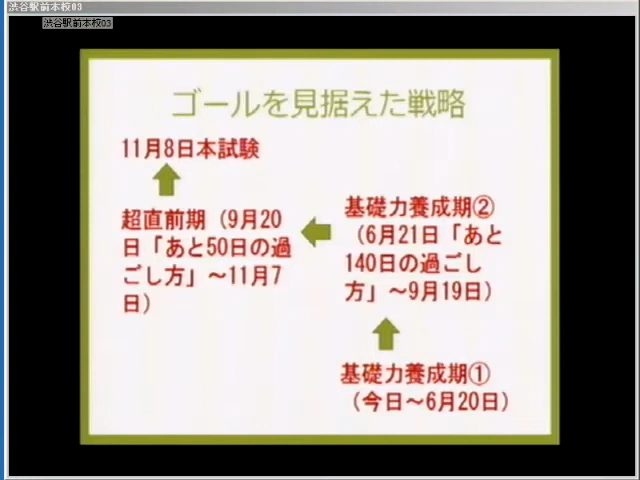 渋谷駅前本校03
渋谷駅前本校03
ゴールを見据えた戦略
11月8日本試験
超直前期（9月20
日「あと50日の過
ごし方」～11月7
日）
基礎力養成期②
（6月21日「あと
140日の過ごし
方」～9月19日）
基礎力養成期①
（今日～6月20日）